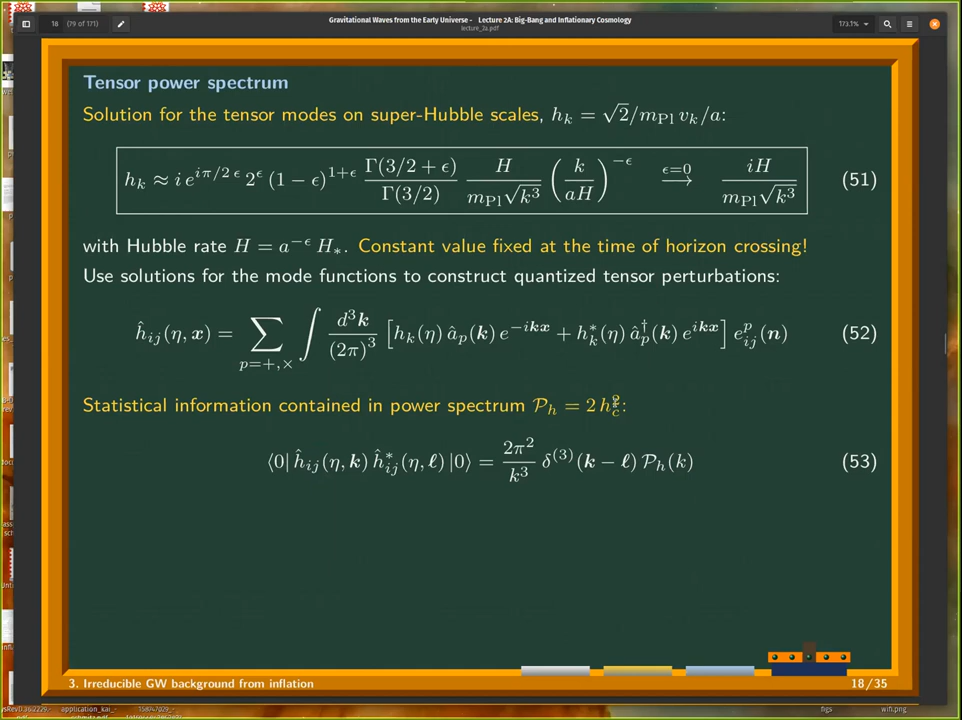 18 (79 of 171)
Gravitational Waves from the Early Universe - Lecture 2A: Big-Bang and Inflationary Cosmology
lecture_2a.pdf
173.1%
Tensor power spectrum
Solution for the tensor modes on super-Hubble scales, h_k = √2/m_Pl v_k/a:
h_k ≈ i e^{iπ/2 ϵ} 2^ϵ (1 − ϵ)^{1+ϵ} Γ(3/2 + ϵ)/Γ(3/2) H/(m_Pl √k³) (k/aH)^{−ϵ} ⟶^{ϵ=0} iH/(m_Pl √k³) (51)
with Hubble rate H = a^{−ϵ} H_*. Constant value fixed at the time of horizon crossing!
Use solutions for the mode functions to construct quantized tensor perturbations:
ĥ_ij(η, x) = ∑_{p=+,×} ∫ d³k/(2π)³ [h_k(η) â_p(k) e^{−ikx} + h_k^*(η) â_p^†(k) e^{ikx}] e_ij^p(n) (52)
Statistical information contained in power spectrum P_h = 2 h_c^2:
⟨0| ĥ_ij(η, k) ĥ_ij^*(η, ℓ) |0⟩ = 2π²/k³ δ^(3)(k − ℓ) P_h(k) (53)
3. Irreducible GW background from inflation
18/35
figs
wifi.png